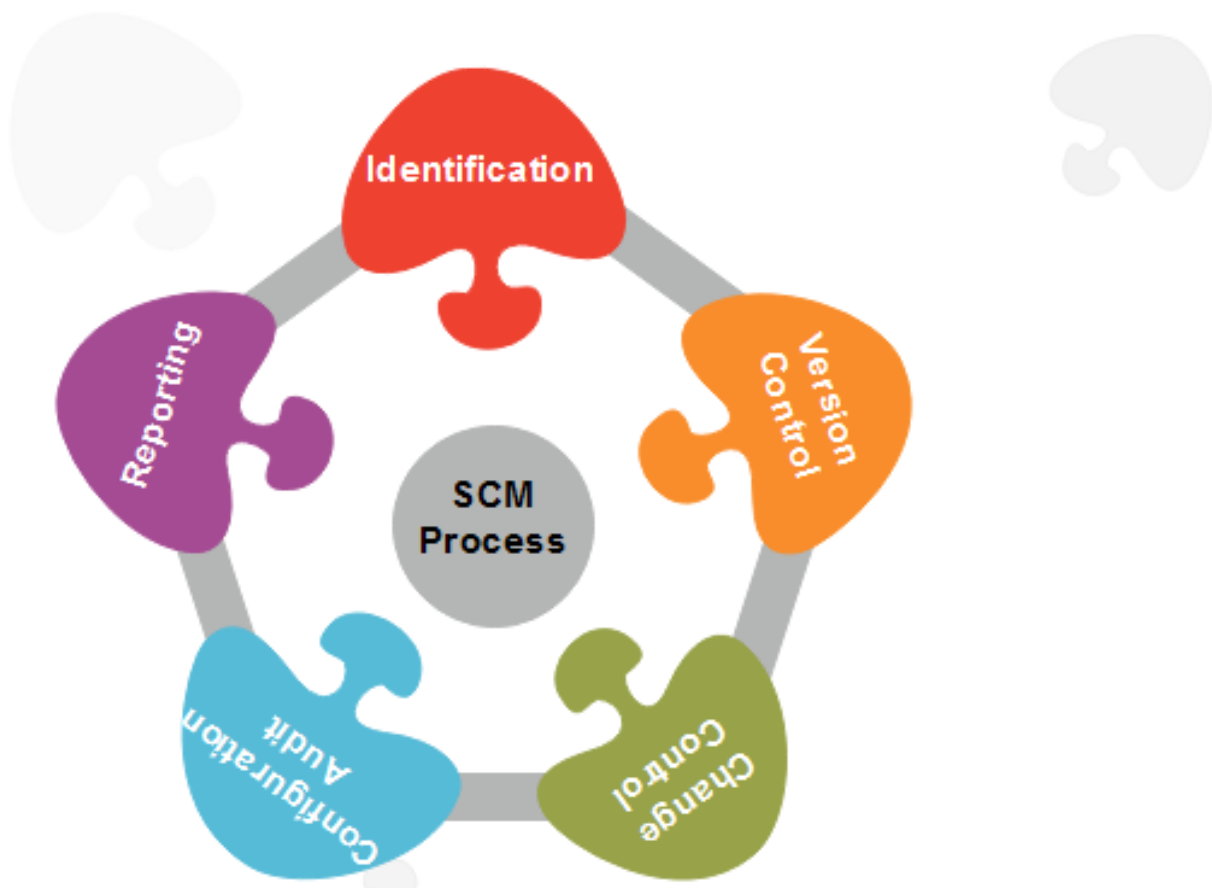 Identification
Version
Control
Change
Control
Configuration
Audit
Reporting
SCM
Process